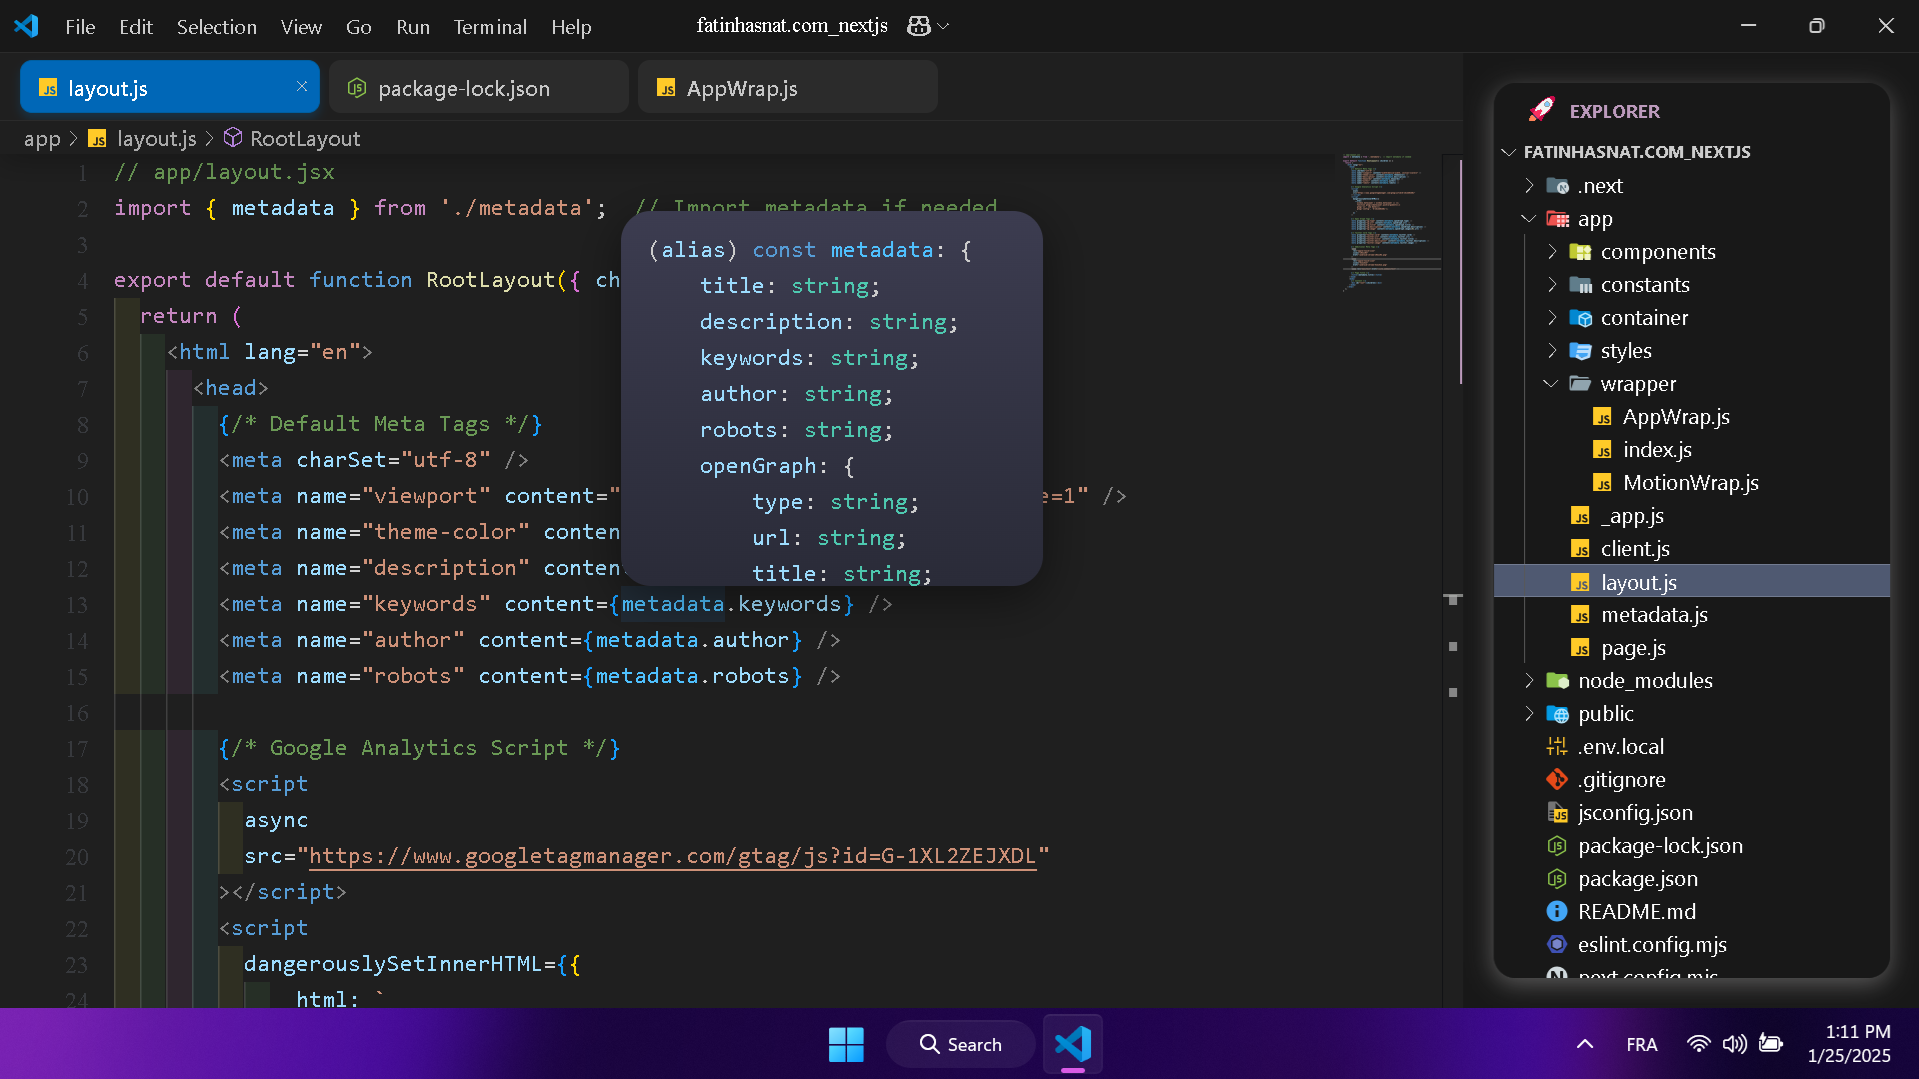 File Edit Selection View Go Run Terminal Help
fatinhasnat.com_nextjs
layout.js
package-lock.json
AppWrap.js
app > layout.js > RootLayout
1 // app/layout.jsx
2 import { metadata } from './metadata'; // Import metadata if needed
3
4 export default function RootLayout({ ch
5 return (
6 <html lang="en">
7 <head>
8 {/* Default Meta Tags */}
9 <meta charSet="utf-8" />
10 <meta name="viewport" content=" e=1" />
11 <meta name="theme-color" conten
12 <meta name="description" conten
13 <meta name="keywords" content={metadata.keywords} />
14 <meta name="author" content={metadata.author} />
15 <meta name="robots" content={metadata.robots} />
16
17 {/* Google Analytics Script */}
18 <script
19 async
20 src="https://www.googletagmanager.com/gtag/js?id=G-1XL2ZEJXDL"
21 ></script>
22 <script
23 dangerouslySetInnerHTML={{
24 __html: `
(alias) const metadata: {
title: string;
description: string;
keywords: string;
author: string;
robots: string;
openGraph: {
type: string;
url: string;
title: string;
EXPLORER
FATINHASNAT.COM_NEXTJS
.next
app
components
constants
container
styles
wrapper
AppWrap.js
index.js
MotionWrap.js
_app.js
client.js
layout.js
metadata.js
page.js
node_modules
public
.env.local
.gitignore
jsconfig.json
package-lock.json
package.json
README.md
eslint.config.mjs
next.config.mjs
Search
FRA
1:11 PM
1/25/2025